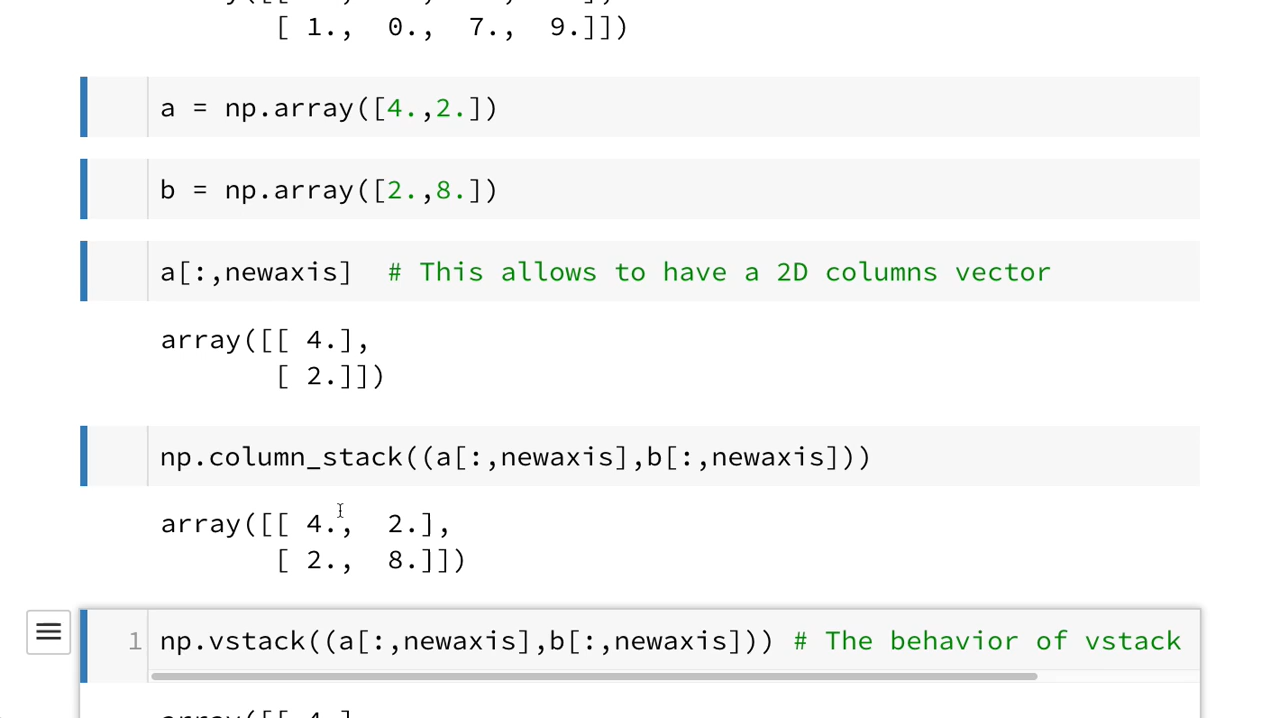 [ 1., 0., 7., 9.]])
a = np.array([4.,2.])
b = np.array([2.,8.])
a[:,newaxis]  # This allows to have a 2D columns vector
array([[ 4.],
[ 2.]])
np.column_stack((a[:,newaxis],b[:,newaxis]))
array([[ 4., 2.],
[ 2., 8.]])
1 np.vstack((a[:,newaxis],b[:,newaxis])) # The behavior of vstack
array([[ 4.]